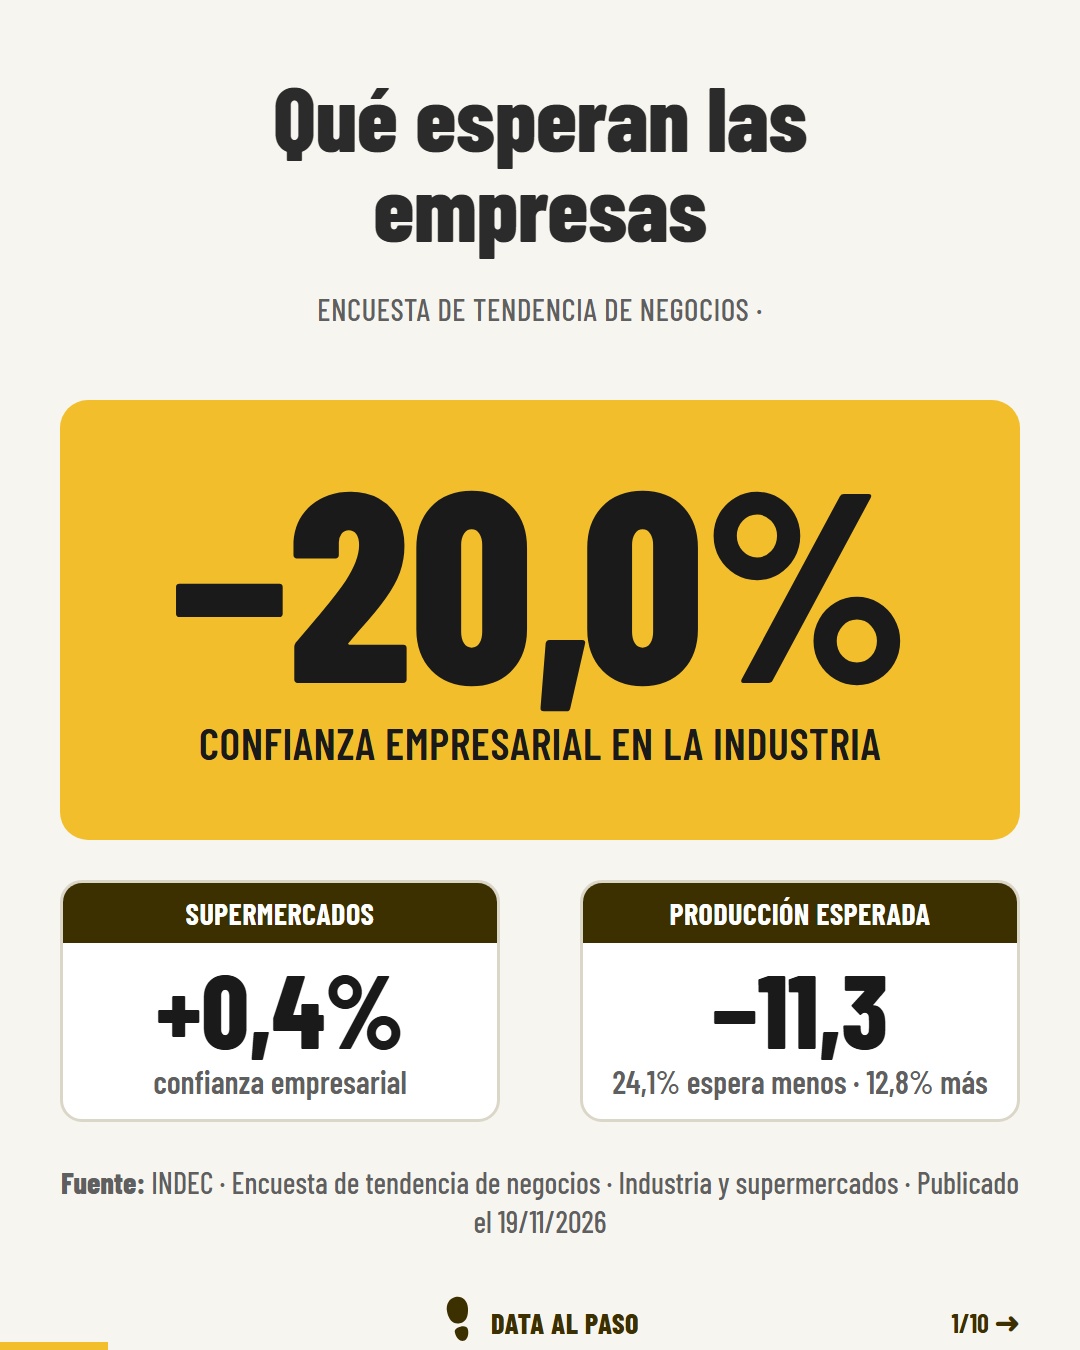 Qué esperan las
empresas
ENCUESTA DE TENDENCIA DE NEGOCIOS ·
−20,0%
CONFIANZA EMPRESARIAL EN LA INDUSTRIA
SUPERMERCADOS
+0,4%
confianza empresarial
PRODUCCIÓN ESPERADA
−11,3
24,1% espera menos · 12,8% más
Fuente: INDEC · Encuesta de tendencia de negocios · Industria y supermercados · Publicado
el 19/11/2026
DATA AL PASO
1/10 →